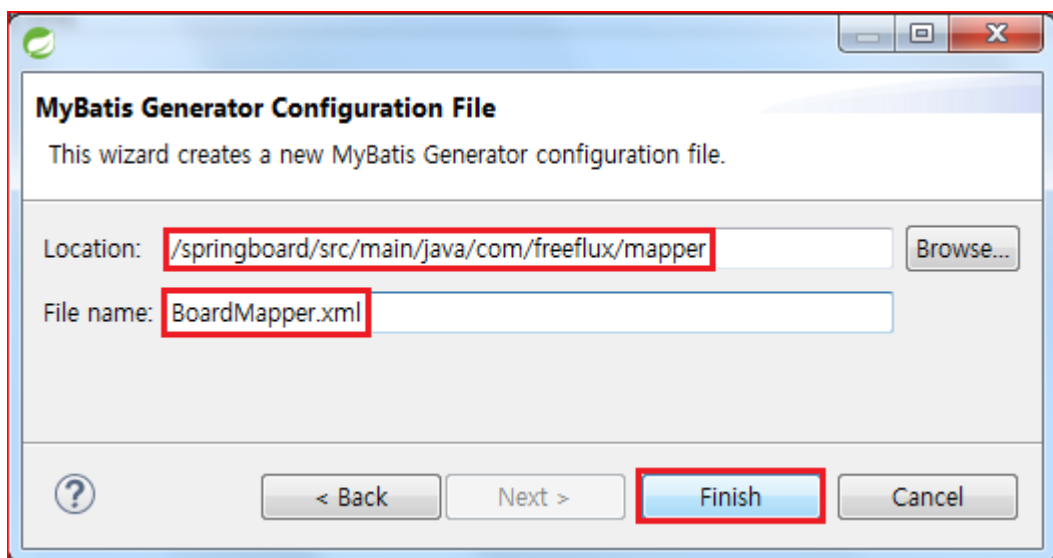 MyBatis Generator Configuration File
This wizard creates a new MyBatis Generator configuration file.
Location: /springboard/src/main/java/com/freeflux/mapper Browse...
File name: BoardMapper.xml
? < Back Next > Finish Cancel